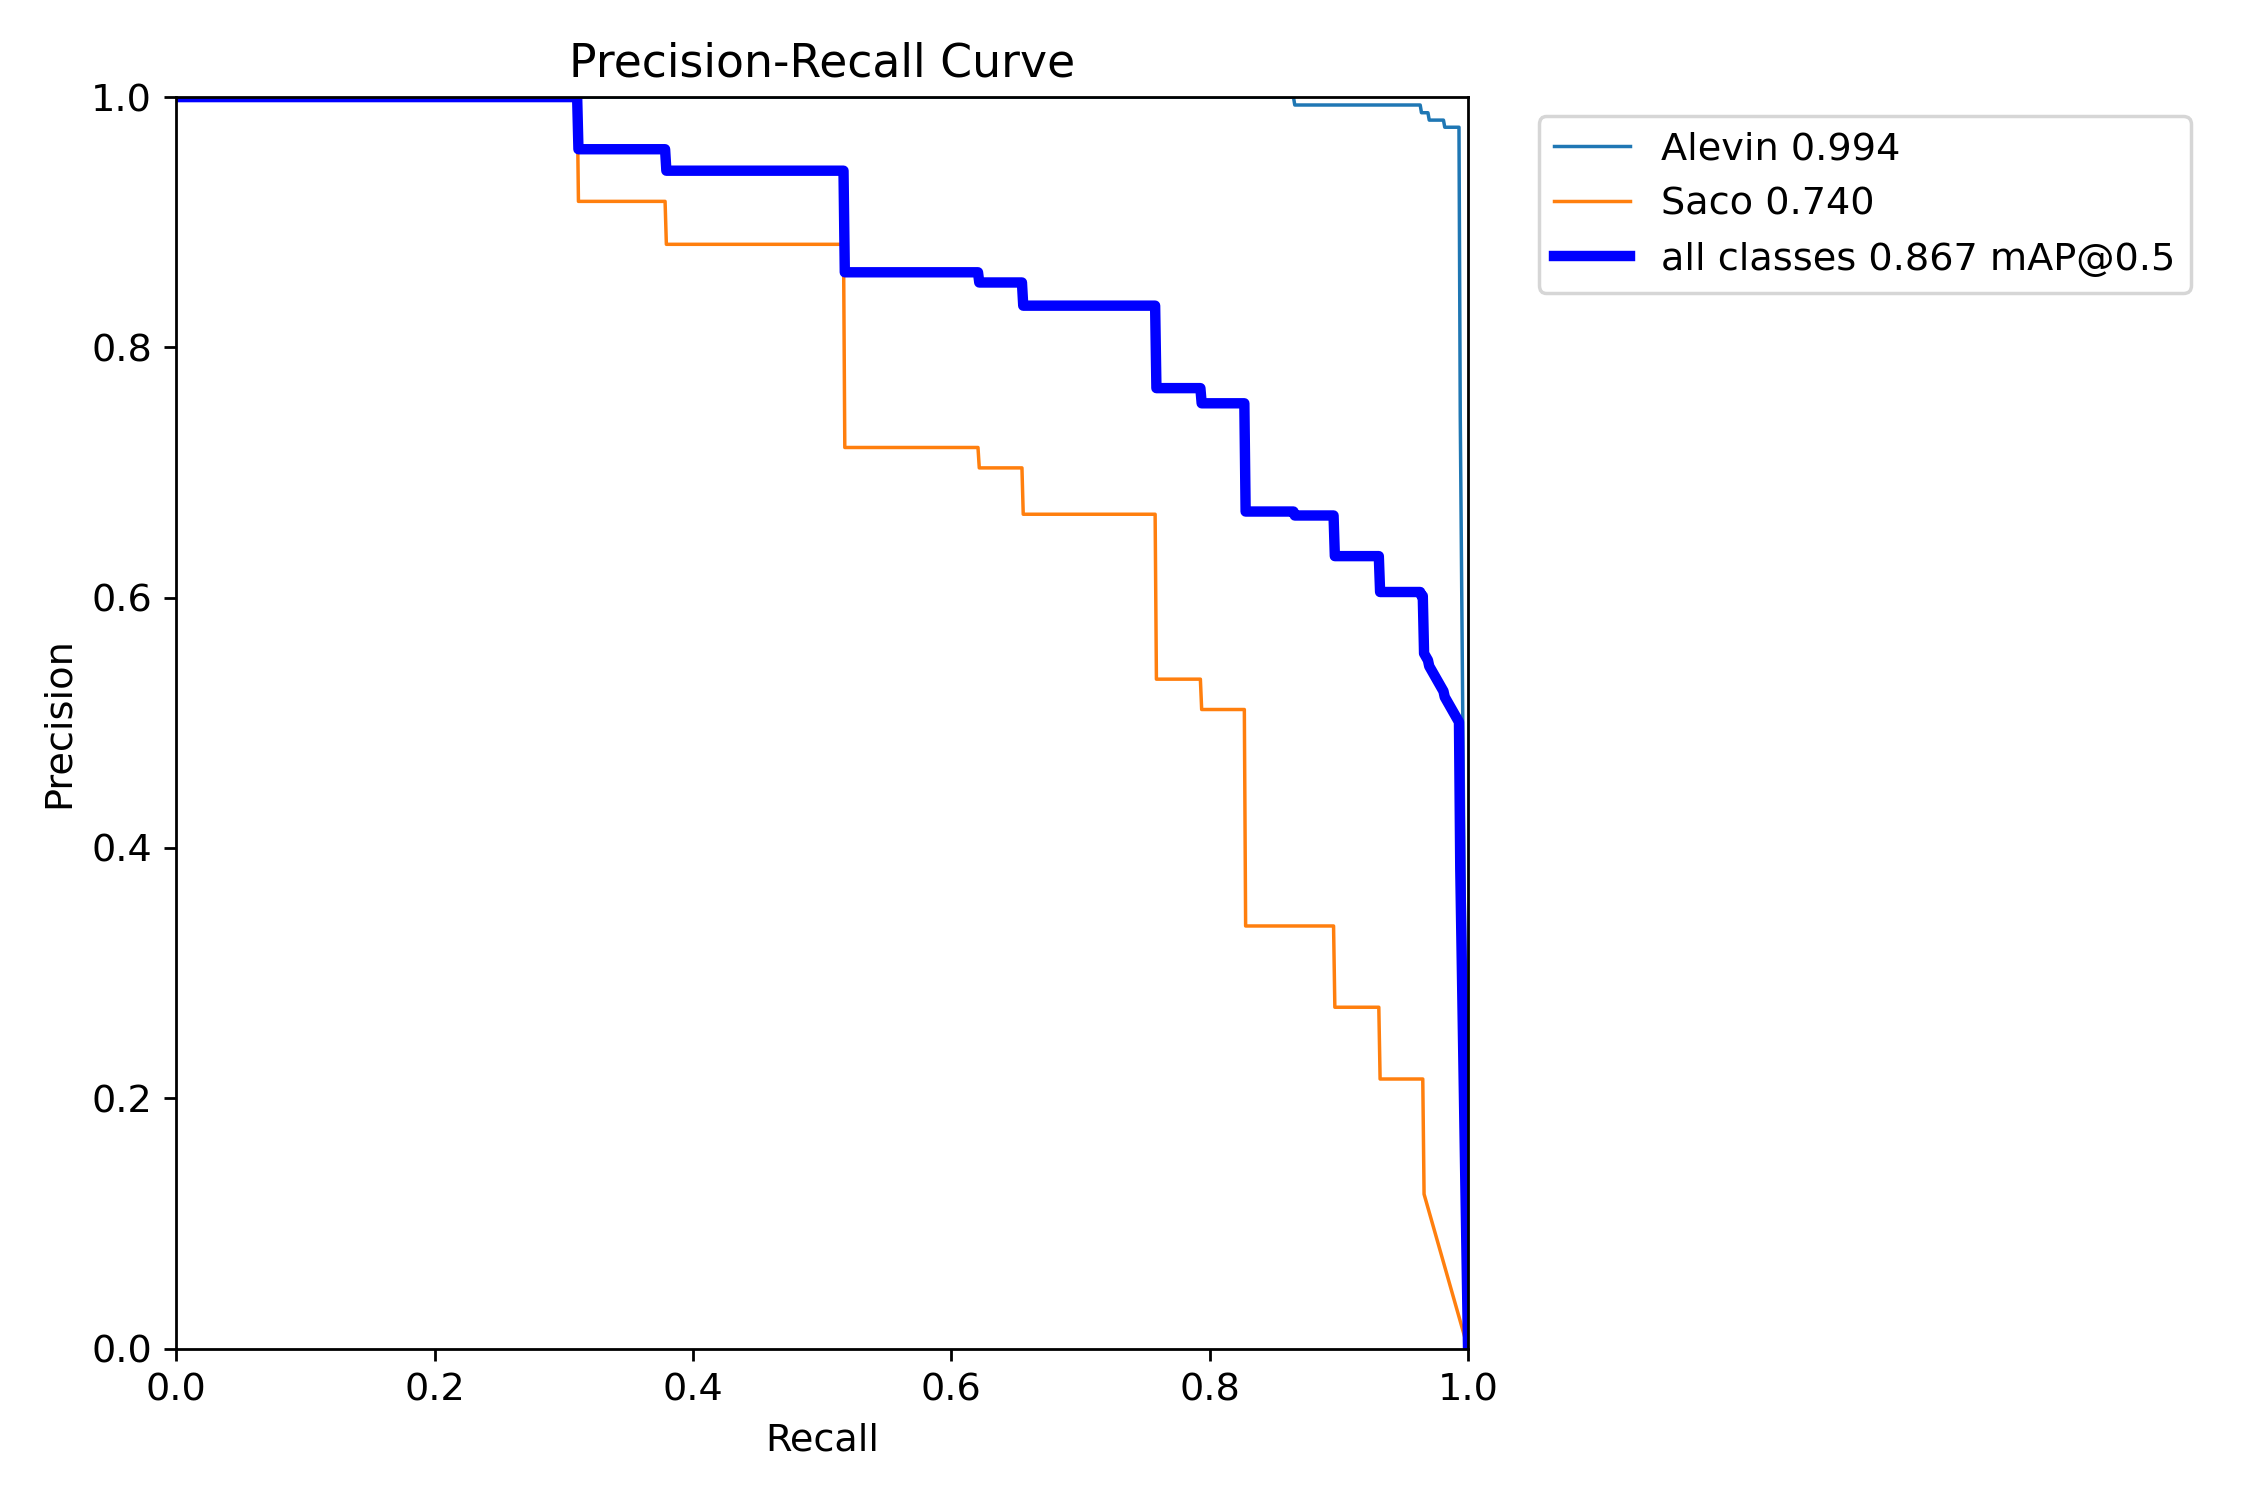 Precision-Recall Curve
1.0
0.8
0.6
0.4
0.2
0.0
Precision
0.0 0.2 0.4 0.6 0.8 1.0
Recall
Alevin 0.994
Saco 0.740
all classes 0.867 mAP@0.5